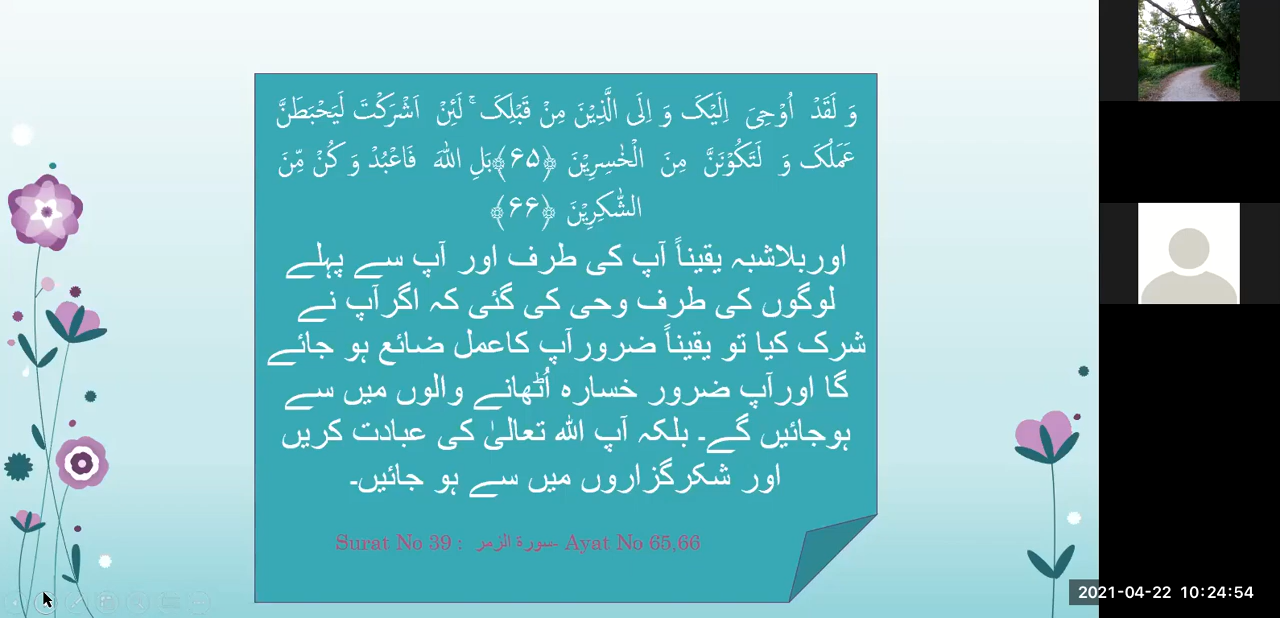 وَ لَقَدۡ اُوۡحِیَ اِلَیۡکَ وَ اِلَی الَّذِیۡنَ مِنۡ قَبۡلِکَ ۚ لَئِنۡ اَشۡرَکۡتَ لَیَحۡبَطَنَّ
عَمَلُکَ وَ لَتَکُوۡنَنَّ مِنَ الۡخٰسِرِیۡنَ ﴿۶۵﴾بَلِ اللّٰہَ فَاعۡبُدۡ وَ کُنۡ مِّنَ
الشّٰکِرِیۡنَ ﴿۶۶﴾
اوربلاشبہ یقیناً آپ کی طرف اور آپ سے پہلے
لوگوں کی طرف وحی کی گئی کہ اگرآپ نے
شرک کیا تو یقیناً ضرورآپ کاعمل ضائع ہو جائے
گا اورآپ ضرور خسارہ اُٹھانے والوں میں سے
ہوجائیں گے۔ بلکہ آپ اللہ تعالیٰ کی عبادت کریں
اور شکرگزاروں میں سے ہو جائیں۔
Surat No 39 : سورة الزمر - Ayat No 65,66
2021-04-22 10:24:54